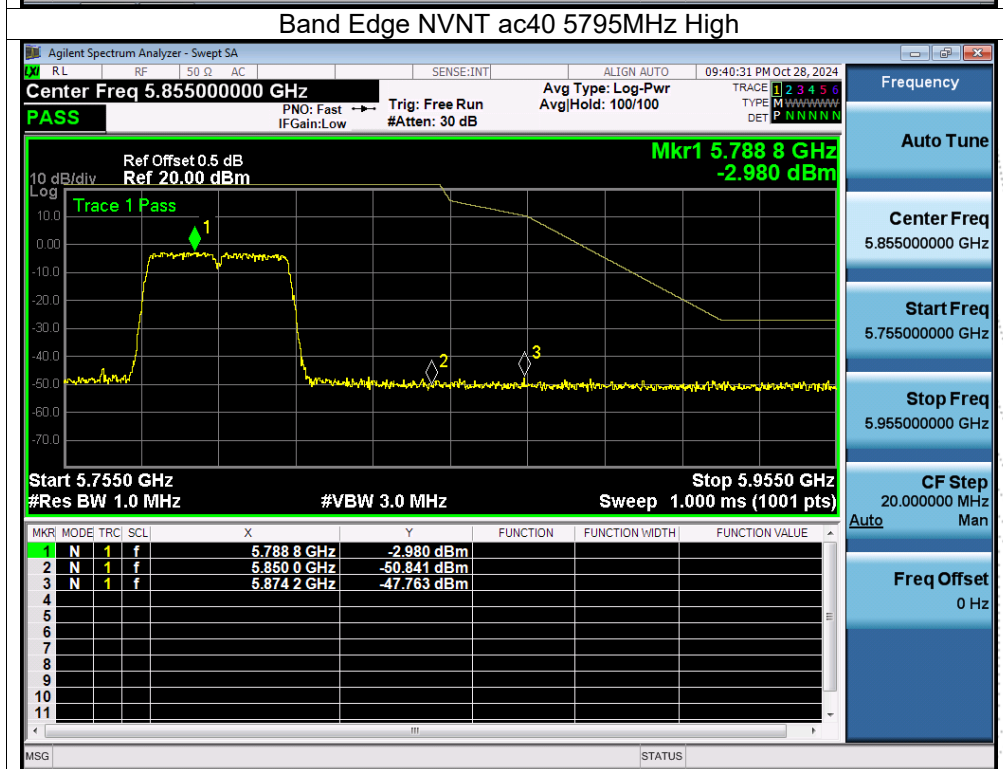 Band Edge NVNT ac40 5795MHz High
Agilent Spectrum Analyzer - Swept SA
LXI RL RF 50 Ω AC SENSE:INT ALIGN AUTO 09:40:31 PM Oct 28, 2024
Center Freq 5.855000000 GHz
PASS
PNO: Fast
IFGain:Low
Trig: Free Run
#Atten: 30 dB
Avg Type: Log-Pwr
Avg|Hold: 100/100
TRACE 1 2 3 4 5 6
TYPE M WWWWW
DET P N N N N N
Ref Offset 0.5 dB
10 dB/div Ref 20.00 dBm
Log
Mkr1 5.788 8 GHz
-2.980 dBm
Trace 1 Pass
10.0
0.00
-10.0
-20.0
-30.0
-40.0
-50.0
-60.0
-70.0
1
2
3
Start 5.7550 GHz Stop 5.9550 GHz
#Res BW 1.0 MHz #VBW 3.0 MHz Sweep 1.000 ms (1001 pts)
MKR MODE TRC SCL X Y FUNCTION FUNCTION WIDTH FUNCTION VALUE
1 N 1 f 5.788 8 GHz -2.980 dBm
2 N 1 f 5.850 0 GHz -50.841 dBm
3 N 1 f 5.874 2 GHz -47.763 dBm
4
5
6
7
8
9
10
11
MSG STATUS
Frequency
Auto Tune
Center Freq
5.855000000 GHz
Start Freq
5.755000000 GHz
Stop Freq
5.955000000 GHz
CF Step
20.000000 MHz
Auto Man
Freq Offset
0 Hz